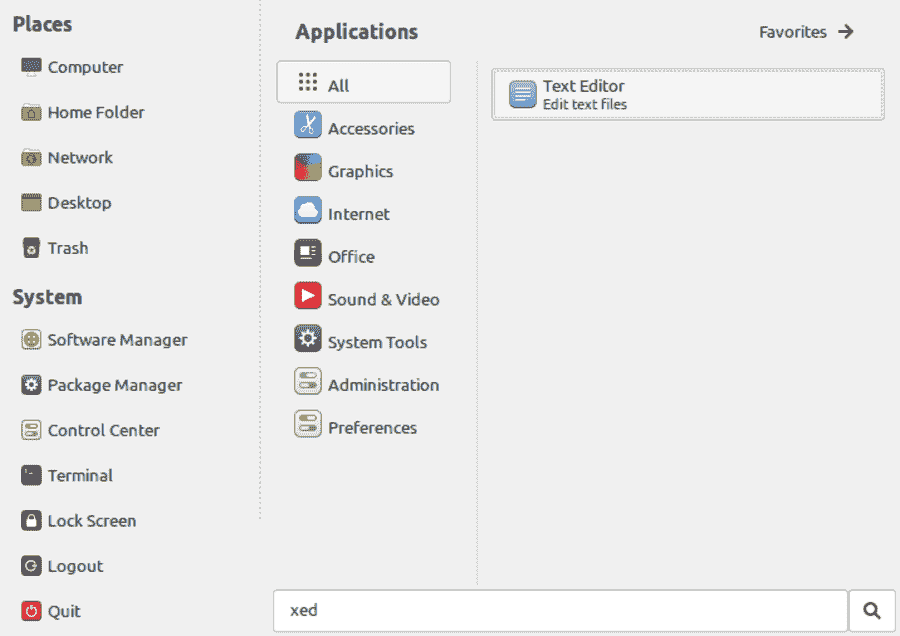 Places
Computer
Home Folder
Network
Desktop
Trash
System
Software Manager
Package Manager
Control Center
Terminal
Lock Screen
Logout
Quit
Applications
Favorites
All
Accessories
Graphics
Internet
Office
Sound & Video
System Tools
Administration
Preferences
Text Editor
Edit text files
xed